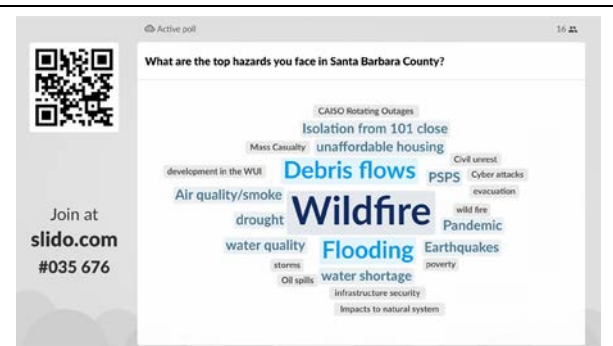 Active poll
16
What are the top hazards you face in Santa Barbara County?
CAISO Rotating Outages
Isolation from 101 close
Mass Casualty unaffordable housing
Civil unrest
development in the WUI Debris flows PSPS Cyber attacks
Air quality/smoke evacuation
drought Wildfire wild fire
Pandemic
water quality Flooding Earthquakes
storms poverty
Oil spills water shortage
infrastructure security
Impacts to natural system
Join at
slido.com
#035 676